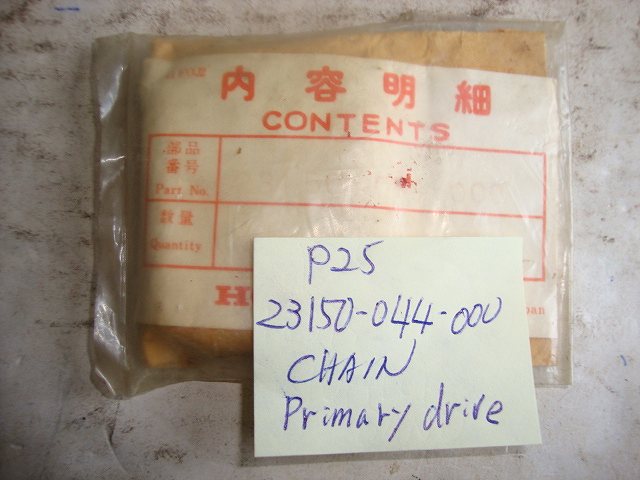 内容明細
CONTENTS
部品
番号
Part No.
数量
Quantity
P25
23150-044-000
CHAIN
Primary drive